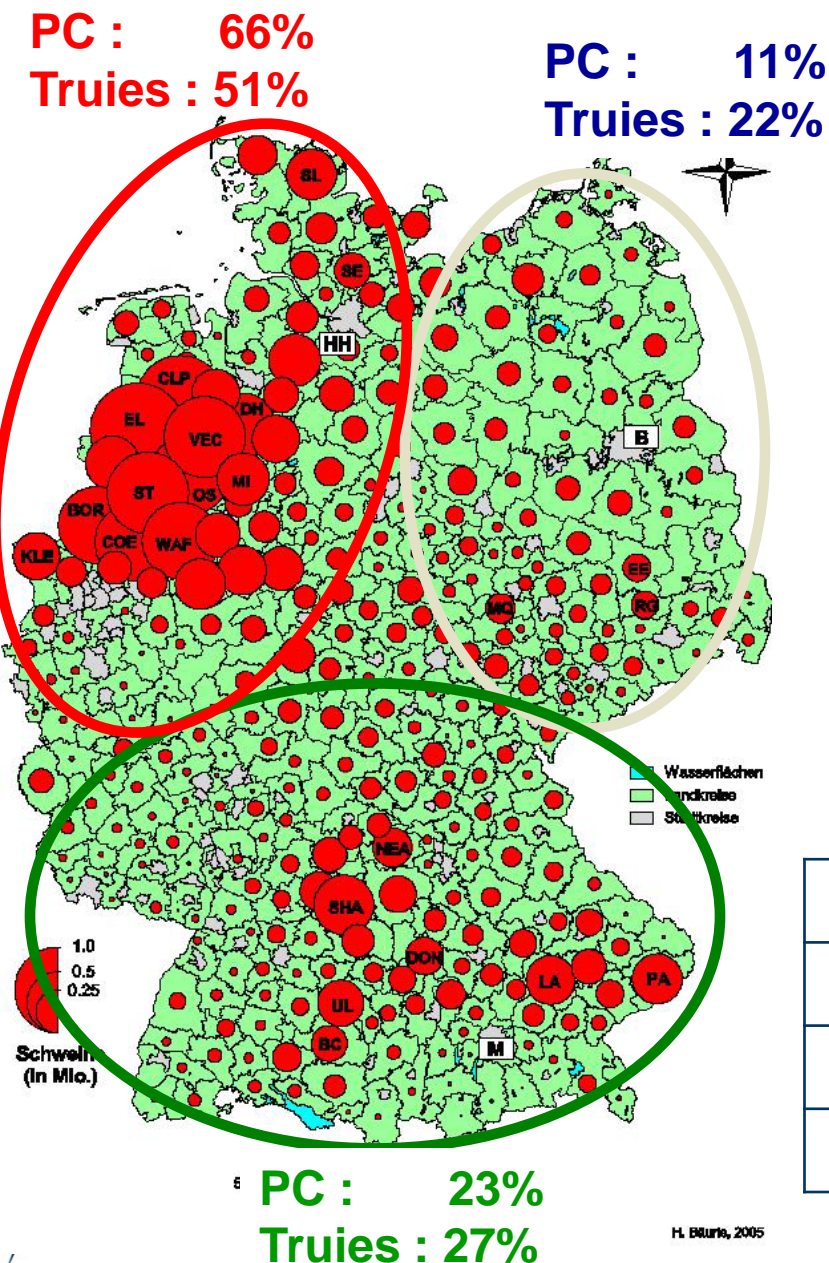 PC : 66%
Truies : 51%
PC : 11%
Truies : 22%
SL
SE
HH
CLP
EL
DH
VEC
B
ST
OS
MI
BOR
COE
WAF
KLE
EE
MQ
RG
Wasserflächen
Landkreise
Stadtkreise
NEA
SHA
1.0
0.5
0.25
DON
LA
PA
UL
BC
M
Schweine
(in Mio.)
PC : 23%
Truies : 27%
H. Bäurle, 2005